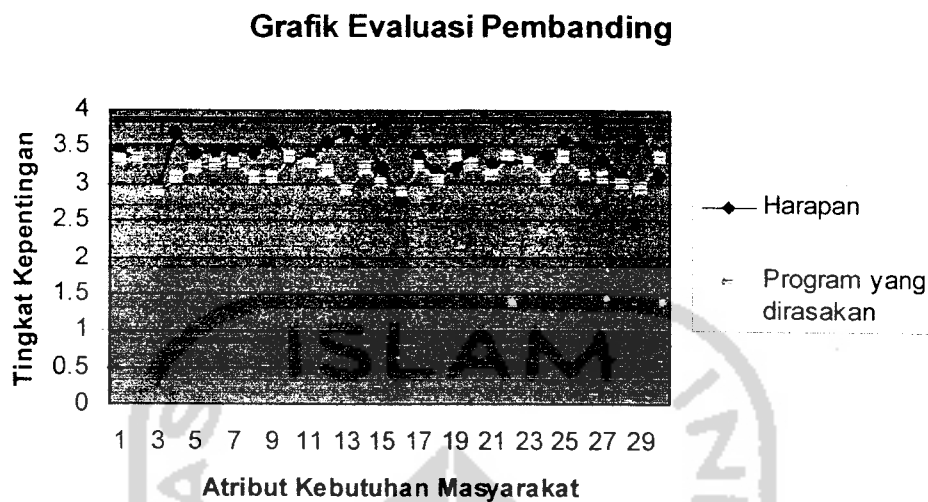 Grafik Evaluasi Pembanding
Tingkat Kepentingan
4
3.5
3
2.5
2
1.5
1
0.5
0
1 3 5 7 9 11 13 15 17 19 21 23 25 27 29
Atribut Kebutuhan Masyarakat
Harapan
Program yang
dirasakan
ISLAM